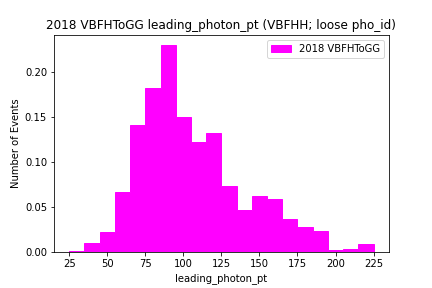 2018 VBFHToGG leading_photon_pt (VBFHH; loose pho_id)
2018 VBFHToGG
Number of Events
0.20
0.15
0.10
0.05
0.00
25 50 75 100 125 150 175 200 225
leading_photon_pt